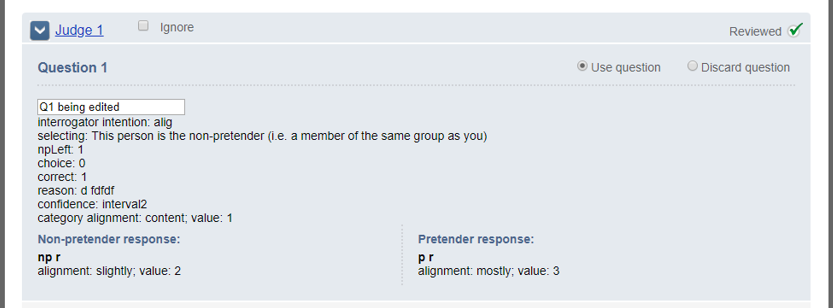 Judge 1 Ignore Reviewed
Question 1 Use question Discard question
Q1 being edited
interrogator intention: alig
selecting: This person is the non-pretender (i.e. a member of the same group as you)
npLeft: 1
choice: 0
correct: 1
reason: d fdfdf
confidence: interval2
category alignment: content; value: 1
Non-pretender response:
np r
alignment: slightly; value: 2
Pretender response:
p r
alignment: mostly; value: 3